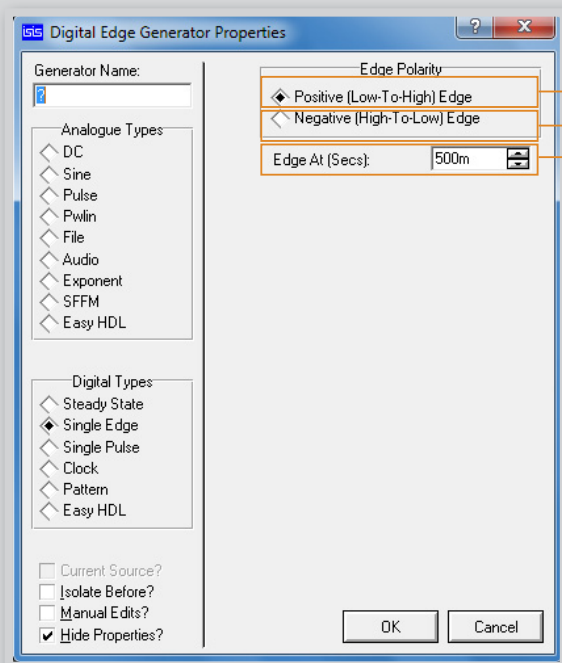 isis Digital Edge Generator Properties
?
Generator Name:
?
Analogue Types
DC
Sine
Pulse
Pwlin
File
Audio
Exponent
SFFM
Easy HDL
Digital Types
Steady State
Single Edge
Single Pulse
Clock
Pattern
Easy HDL
Current Source?
Isolate Before?
Manual Edits?
Hide Properties?
Edge Polarity
Positive (Low-To-High) Edge
Negative (High-To-Low) Edge
Edge At (Secs): 500m
OK Cancel